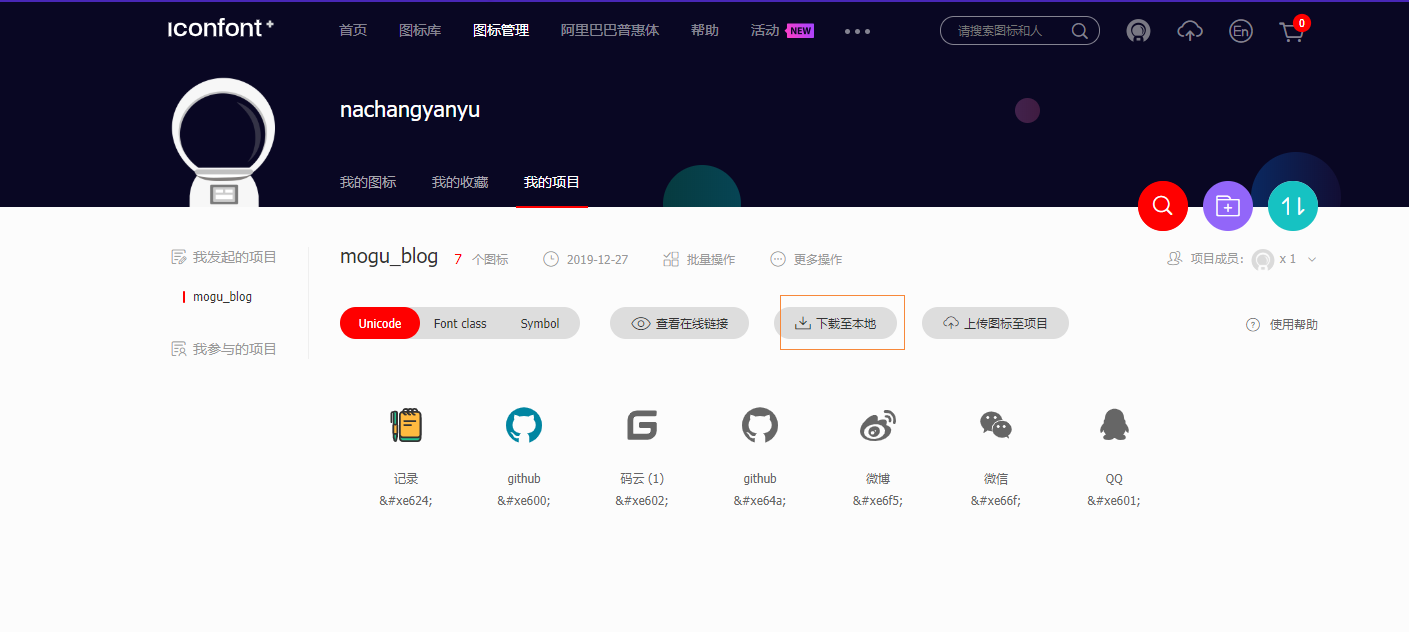 iconfont+ 首页 图标库 图标管理 阿里巴巴普惠体 帮助 活动 NEW 请搜索图标和人 En 0
nachangyanyu
我的图标 我的收藏 我的项目
我发起的项目 mogu_blog 7 个图标 2019-12-27 批量操作 更多操作 项目成员: x 1
mogu_blog
Unicode Font class Symbol 查看在线链接 下载至本地 上传图标至项目 ? 使用帮助
我参与的项目
记录 github 码云 (1) github 微博 微信 QQ
&#xe624; &#xe600; &#xe602; &#xe64a; &#xe6f5; &#xe66f; &#xe601;